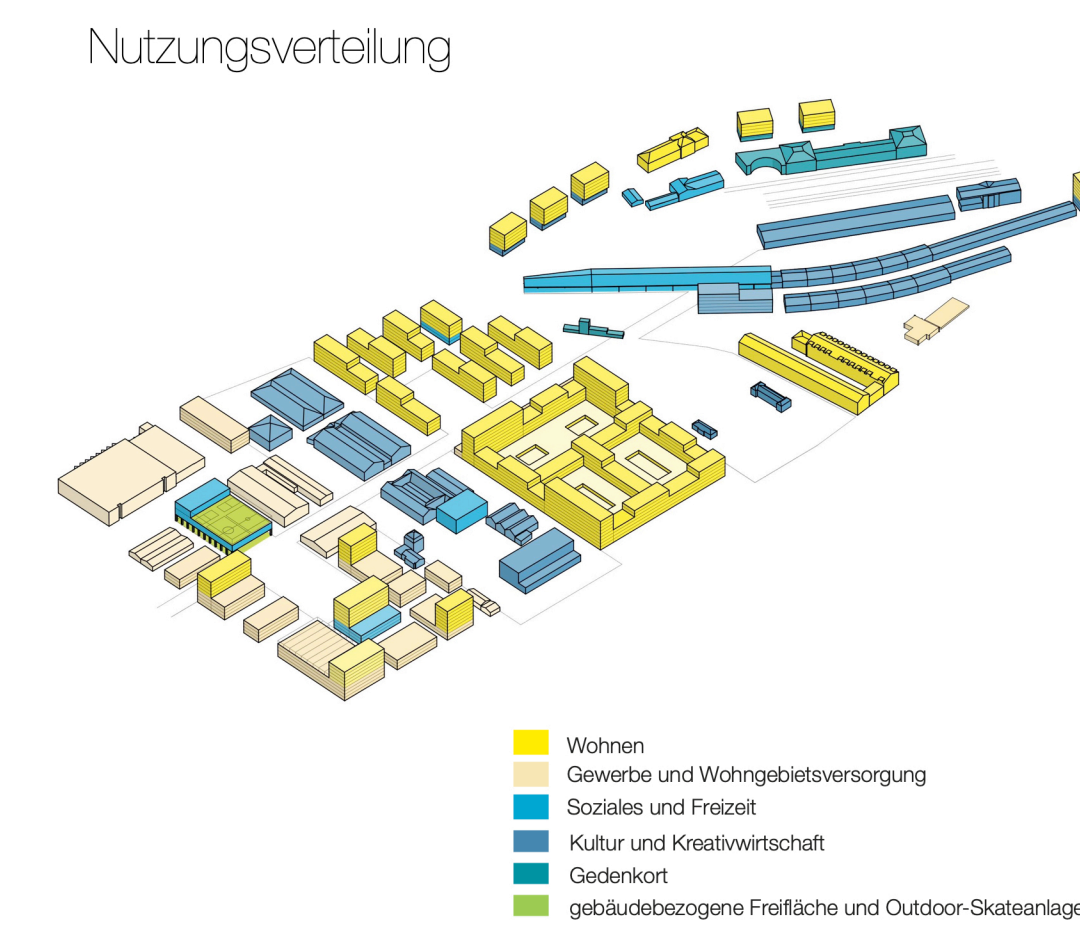 Nutzungsverteilung
Wohnen
Gewerbe und Wohngebietsversorgung
Soziales und Freizeit
Kultur und Kreativwirtschaft
Gedenkort
gebäudebezogene Freifläche und Outdoor-Skateanlage